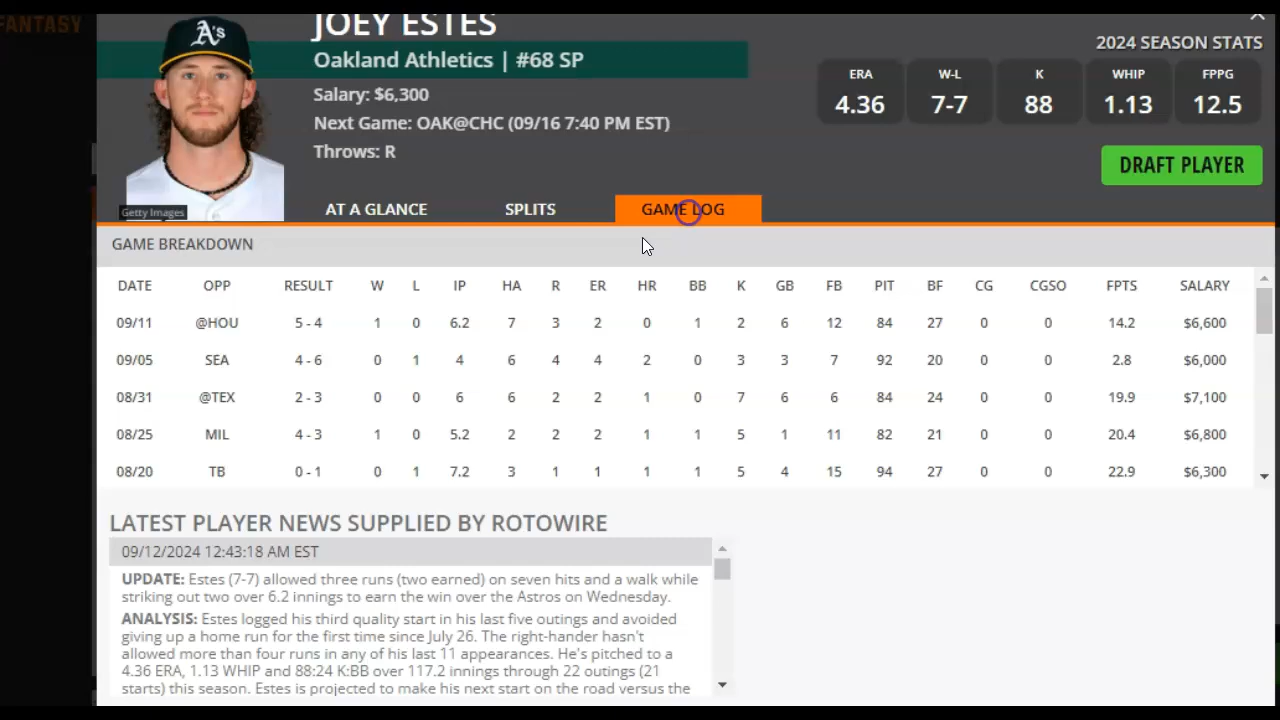 FANTASY
A's
JOEY ESTES
Oakland Athletics | #68 SP
Salary: $6,300
Next Game: OAK@CHC (09/16 7:40 PM EST)
Throws: R
Getty Images
2024 SEASON STATS
ERA W-L K WHIP FPPG
4.36 7-7 88 1.13 12.5
DRAFT PLAYER
AT A GLANCE SPLITS GAME LOG
GAME BREAKDOWN
DATE OPP RESULT W L IP HA R ER HR BB K GB FB PIT BF CG CGSO FPTS SALARY
09/11 @HOU 5 - 4 1 0 6.2 7 3 2 0 1 2 6 12 84 27 0 0 14.2 $6,600
09/05 SEA 4 - 6 0 1 4 6 4 4 2 0 3 3 7 92 20 0 0 2.8 $6,000
08/31 @TEX 2 - 3 0 0 6 6 2 2 1 0 7 6 6 84 24 0 0 19.9 $7,100
08/25 MIL 4 - 3 1 0 5.2 2 2 2 1 1 5 1 11 82 21 0 0 20.4 $6,800
08/20 TB 0 - 1 0 1 7.2 3 1 1 1 1 5 4 15 94 27 0 0 22.9 $6,300
LATEST PLAYER NEWS SUPPLIED BY ROTOWIRE
09/12/2024 12:43:18 AM EST
UPDATE: Estes (7-7) allowed three runs (two earned) on seven hits and a walk while
striking out two over 6.2 innings to earn the win over the Astros on Wednesday.
ANALYSIS: Estes logged his third quality start in his last five outings and avoided
giving up a home run for the first time since July 26. The right-hander hasn't
allowed more than four runs in any of his last 11 appearances. He's pitched to a
4.36 ERA, 1.13 WHIP and 88:24 K:BB over 117.2 innings through 22 outings (21
starts) this season. Estes is projected to make his next start on the road versus the